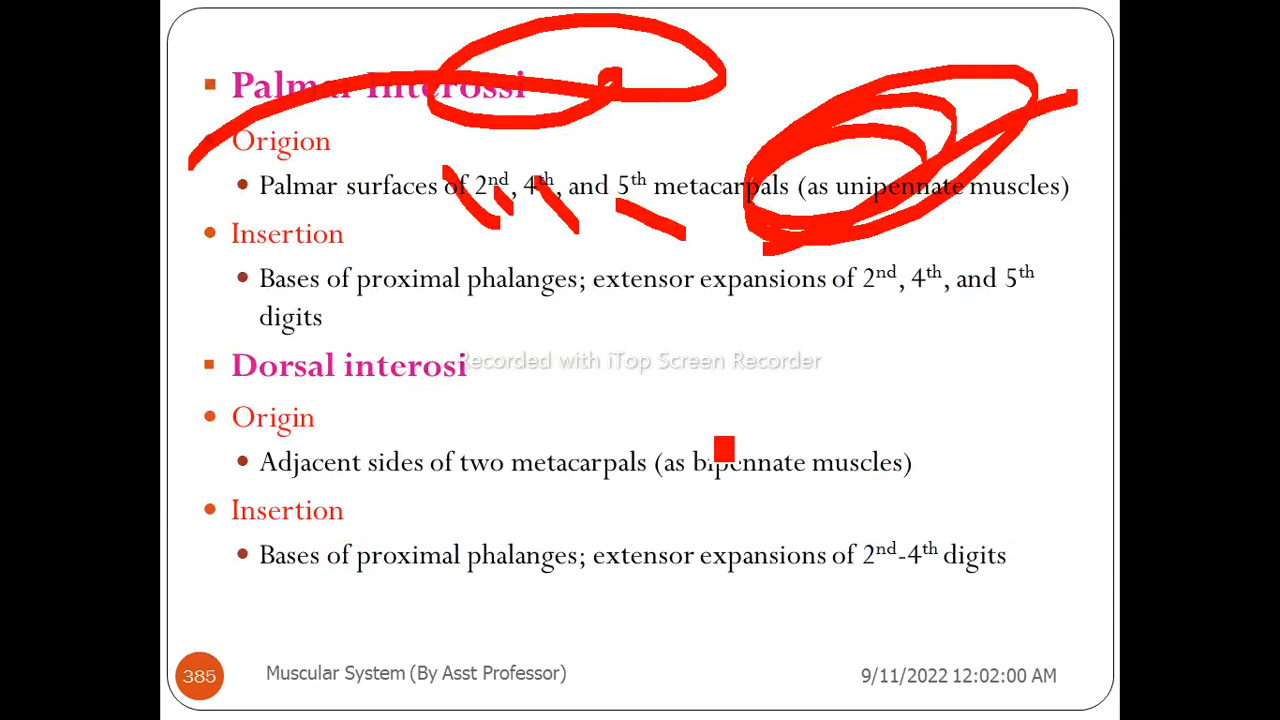 Palmar Interossi
Origion
Palmar surfaces of 2nd, 4th, and 5th metacarpals (as unipennate muscles)
Insertion
Bases of proximal phalanges; extensor expansions of 2nd, 4th, and 5th
digits
Dorsal interosi
Recorded with iTop Screen Recorder
Origin
Adjacent sides of two metacarpals (as bipennate muscles)
Insertion
Bases of proximal phalanges; extensor expansions of 2nd-4th digits
385 Muscular System (By Asst Professor) 9/11/2022 12:02:00 AM